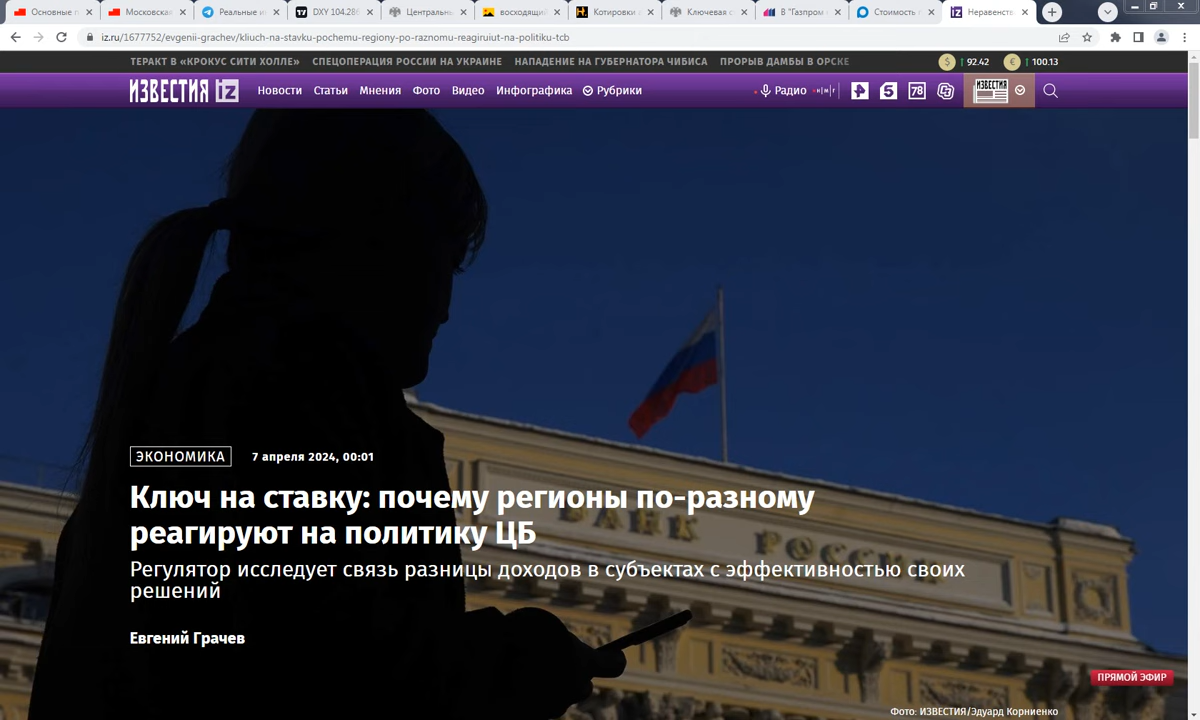 Основные п
Московская
Реальные и
DXY 104.286
Центральны
восходящий
Котировки
Ключевая с
В "Газпром
Стоимость
Неравенств
iz.ru/1677752/evgenii-grachev/kliuch-na-stavku-pochemu-regiony-po-raznomu-reagiruiut-na-politiku-tcb
ТЕРАКТ В «КРОКУС СИТИ ХОЛЛЕ» СПЕЦОПЕРАЦИЯ РОССИИ НА УКРАИНЕ НАПАДЕНИЕ НА ГУБЕРНАТОРА ЧИБИСА ПРОРЫВ ДАМБЫ В ОРСКЕ $ ↑ 92.42 € ↑ 100.13
ИЗВЕСТИЯ iz Новости Статьи Мнения Фото Видео Инфографика Рубрики Радио 5 78 ИЗВЕСТИЯ
БАНК РОССИИ
ЭКОНОМИКА 7 апреля 2024, 00:01
Ключ на ставку: почему регионы по-разному
реагируют на политику ЦБ
Регулятор исследует связь разницы доходов в субъектах с эффективностью своих
решений
Евгений Грачев
ПРЯМОЙ ЭФИР
Фото: ИЗВЕСТИЯ/Эдуард Корниенко